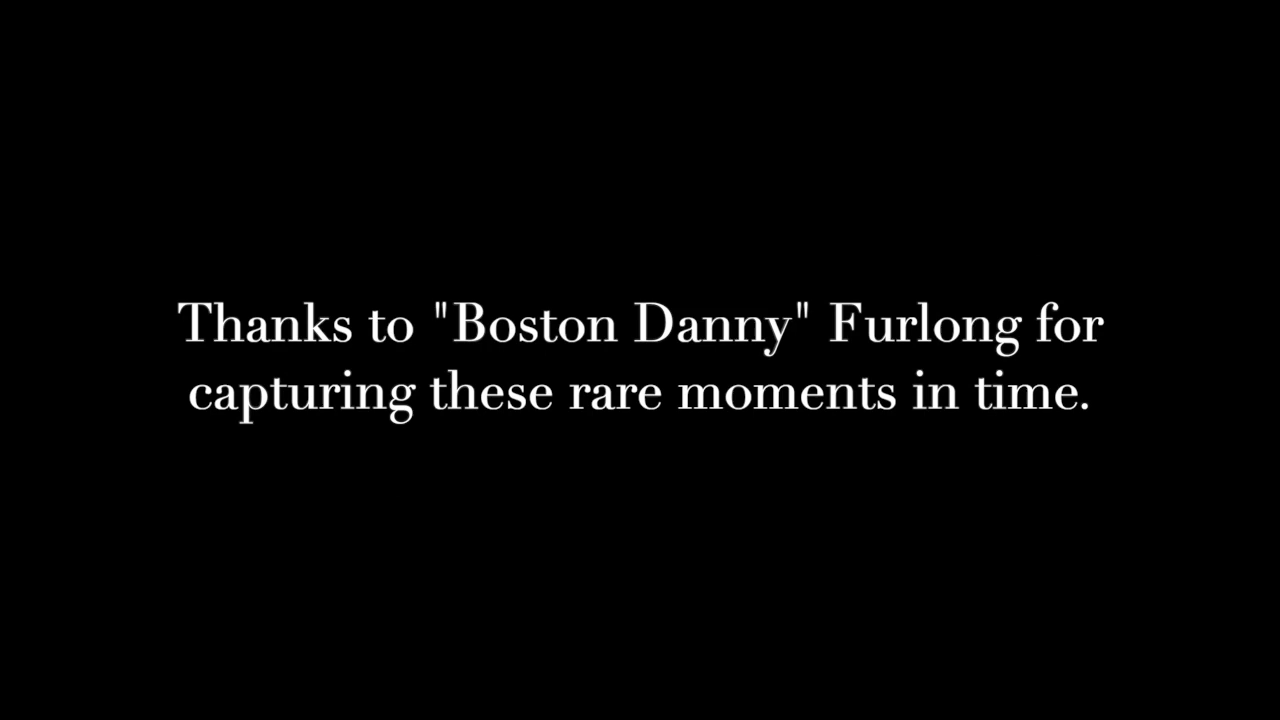 Thanks to "Boston Danny" Furlong for
capturing these rare moments in time.